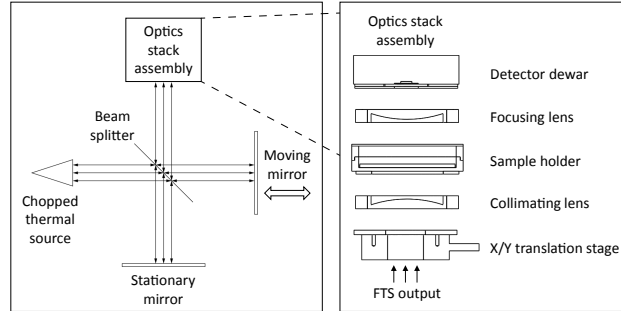 Optics
stack
assembly
Beam
splitter
Moving
mirror
Chopped
thermal
source
Stationary
mirror
Optics stack
assembly
Detector dewar
Focusing lens
Sample holder
Collimating lens
X/Y translation stage
FTS output